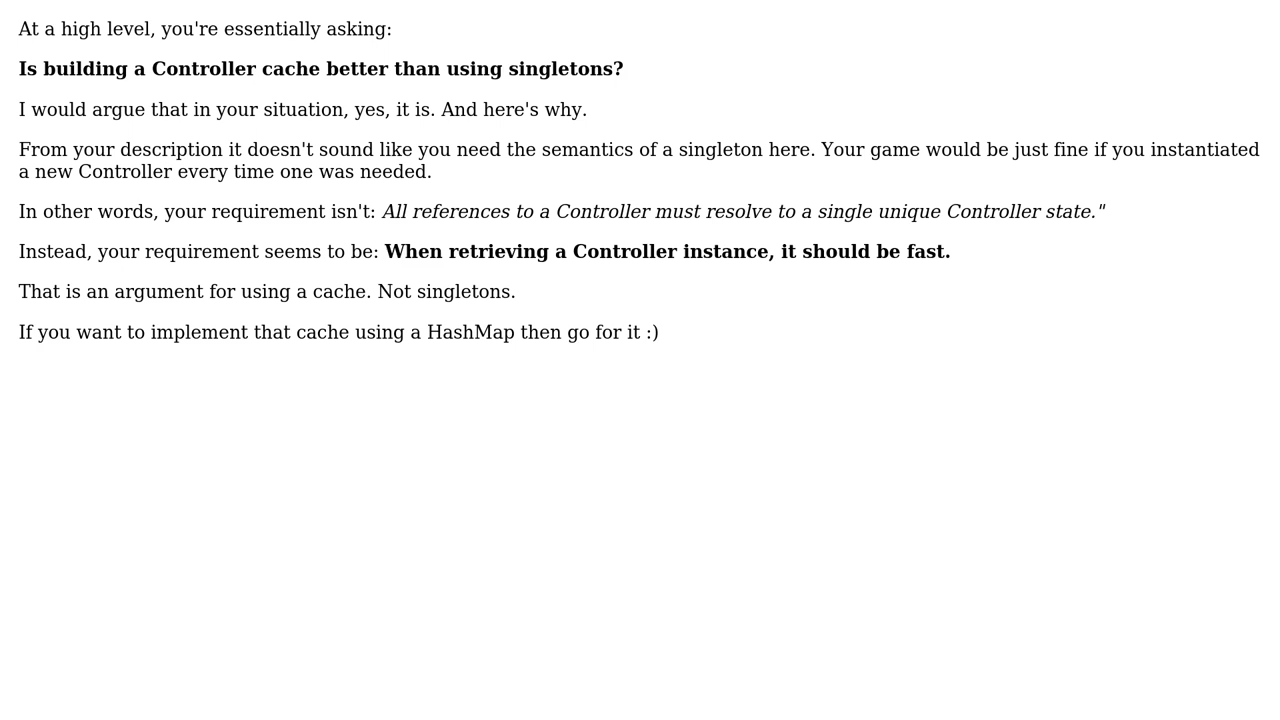 At a high level, you're essentially asking:
Is building a Controller cache better than using singletons?
I would argue that in your situation, yes, it is. And here's why.
From your description it doesn't sound like you need the semantics of a singleton here. Your game would be just fine if you instantiated
a new Controller every time one was needed.
In other words, your requirement isn't: All references to a Controller must resolve to a single unique Controller state."
Instead, your requirement seems to be: When retrieving a Controller instance, it should be fast.
That is an argument for using a cache. Not singletons.
If you want to implement that cache using a HashMap then go for it :)